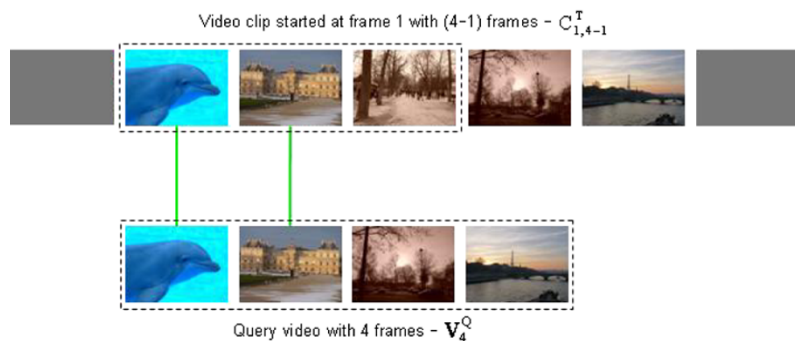 Video clip started at frame 1 with (4-1) frames - C^T_{1,4-1}
Query video with 4 frames - V^Q_4